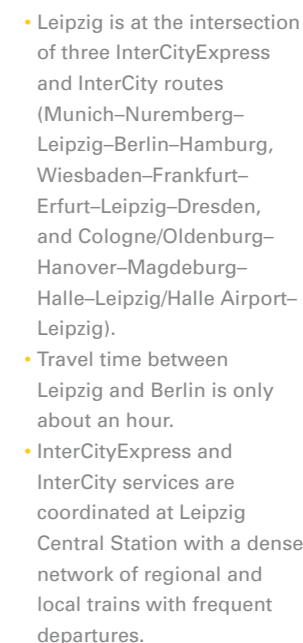 • Leipzig is at the intersection
of three InterCityExpress
and InterCity routes
(Munich–Nuremberg–
Leipzig–Berlin–Hamburg,
Wiesbaden–Frankfurt–
Erfurt–Leipzig–Dresden,
and Cologne/Oldenburg–
Hanover–Magdeburg–
Halle–Leipzig/Halle Airport–
Leipzig).
• Travel time between
Leipzig and Berlin is only
about an hour.
• InterCityExpress and
InterCity services are
coordinated at Leipzig
Central Station with a dense
network of regional and
local trains with frequent
departures.